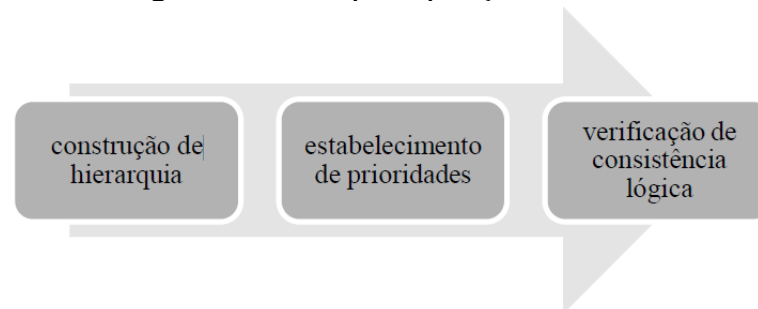 construção de
hierarquia
estabelecimento
de prioridades
verificação de
consistência
lógica